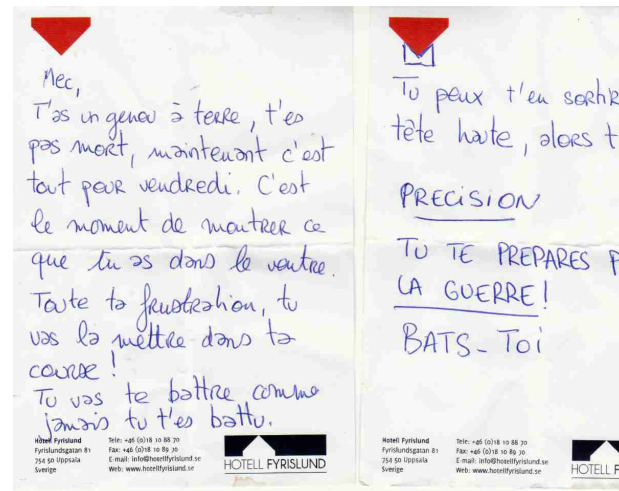 Mec,
T'as un genou à terre, t'es
pas mort, maintenant c'est
tout pour vendredi. C'est
le moment de montrer ce
que tu as dans le ventre.
Toute ta frustration, tu
vas la mettre dans ta
course !
Tu vas te battre comme
jamais tu t'es battu.
Hotell Fyrislund
Fyrislundsgatan 81
754 50 Uppsala
Sverige
Tele: +46 (0)18 10 88 70
Fax: +46 (0)18 10 89 70
E-mail: info@hotellfyrislund.se
Web: www.hotellfyrislund.se
HOTELL FYRISLUND
Tu peux t'en sortir
tête haute, alors t
PRECISION
TU TE PREPARES P
LA GUERRE!
BATS-Toi
Hotell Fyrislund
Fyrislundsgatan 81
754 50 Uppsala
Sverige
Tele: +46 (0)18 10 88 70
Fax: +46 (0)18 10 89 70
E-mail: info@hotellfyrislund.se
Web: www.hotellfyrislund.se
HOTELL F